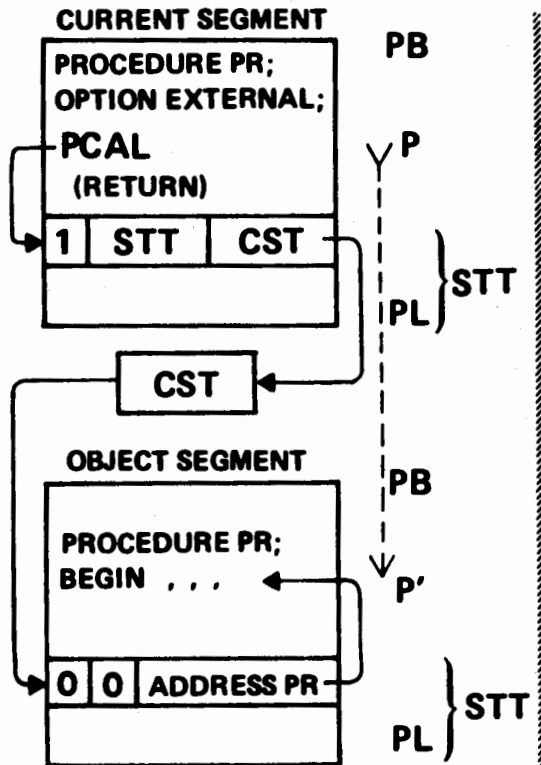 CURRENT SEGMENT
PB
PROCEDURE PR;
OPTION EXTERNAL;
PCAL
P
(RETURN)
1 STT CST
STT
PL
CST
OBJECT SEGMENT
PB
PROCEDURE PR;
BEGIN . . .
P'
0 0 ADDRESS PR
STT
PL